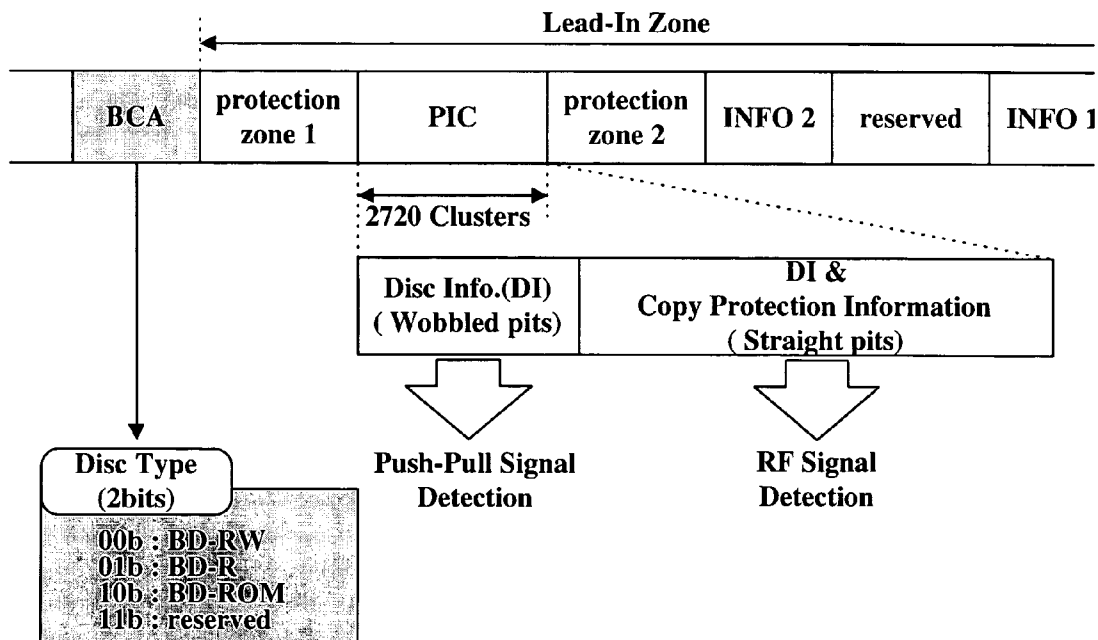 Lead-In Zone
BCA
protection
zone 1
PIC
protection
zone 2
INFO 2
reserved
INFO 1
2720 Clusters
Disc Info.(DI)
( Wobbled pits)
DI &
Copy Protection Information
( Straight pits)
Push-Pull Signal
Detection
RF Signal
Detection
Disc Type
(2bits)
00b : BD-RW
01b : BD-R
10b : BD-ROM
11b : reserved